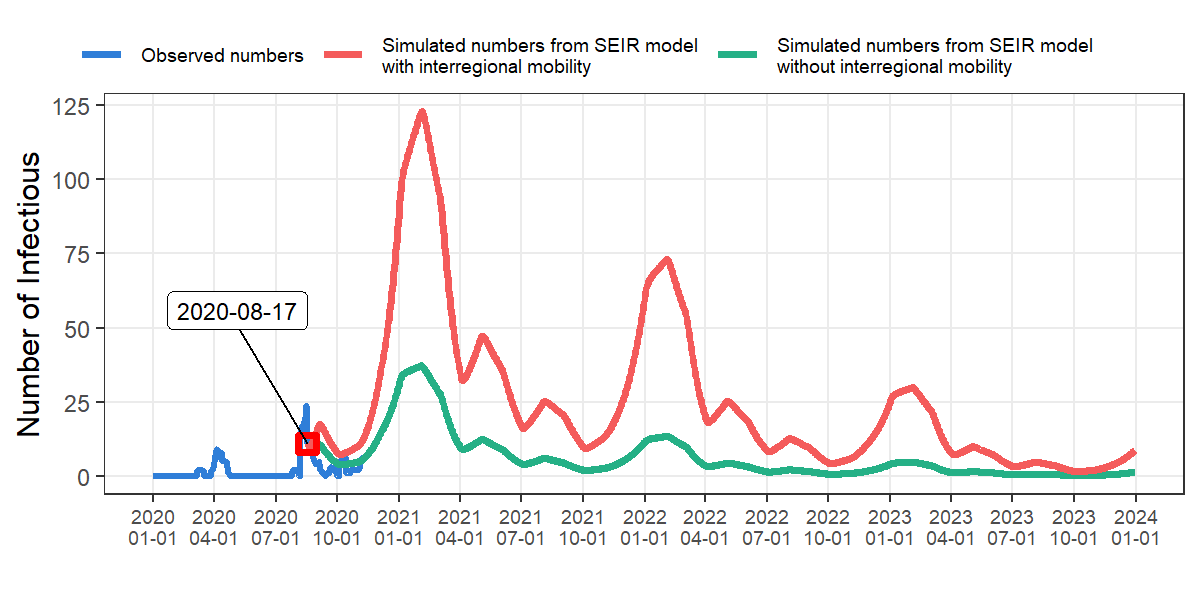 Observed numbers
Simulated numbers from SEIR model
with interregional mobility
Simulated numbers from SEIR model
without interregional mobility
Number of Infectious
125
100
75
50
25
0
2020-08-17
2020 2020 2020 2020 2021 2021 2021 2021 2022 2022 2022 2022 2023 2023 2023 2023 2024
01-01 04-01 07-01 10-01 01-01 04-01 07-01 10-01 01-01 04-01 07-01 10-01 01-01 04-01 07-01 10-01 01-01